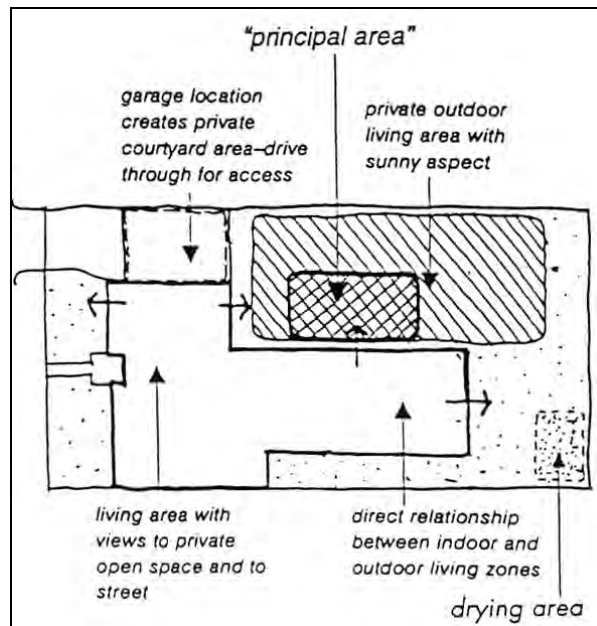 "principal area"
garage location
creates private
courtyard area–drive
through for access
private outdoor
living area with
sunny aspect
living area with
views to private
open space and to
street
direct relationship
between indoor and
outdoor living zones
drying area